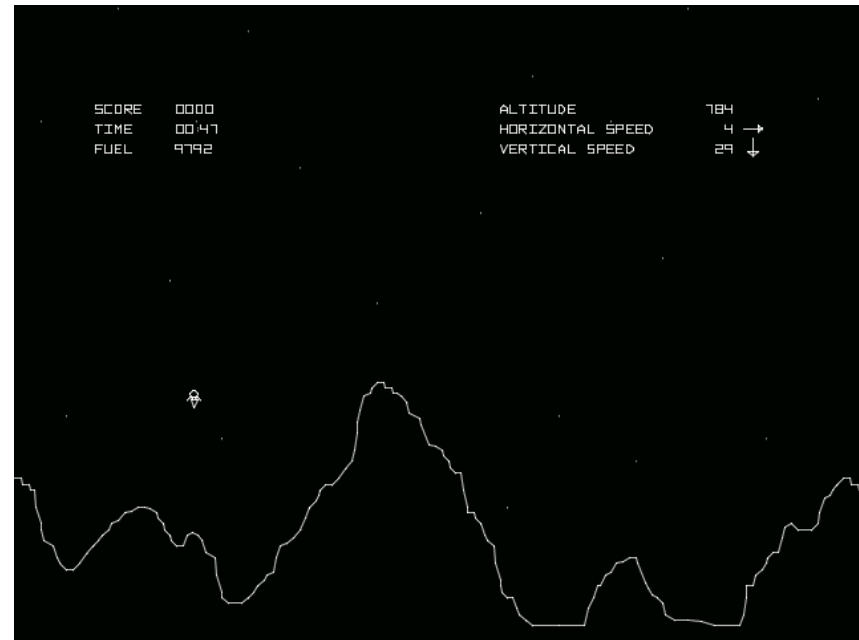 SCORE 0000
TIME 00:47
FUEL 9792
ALTITUDE 784
HORIZONTAL SPEED 4 →
VERTICAL SPEED 29 ↓